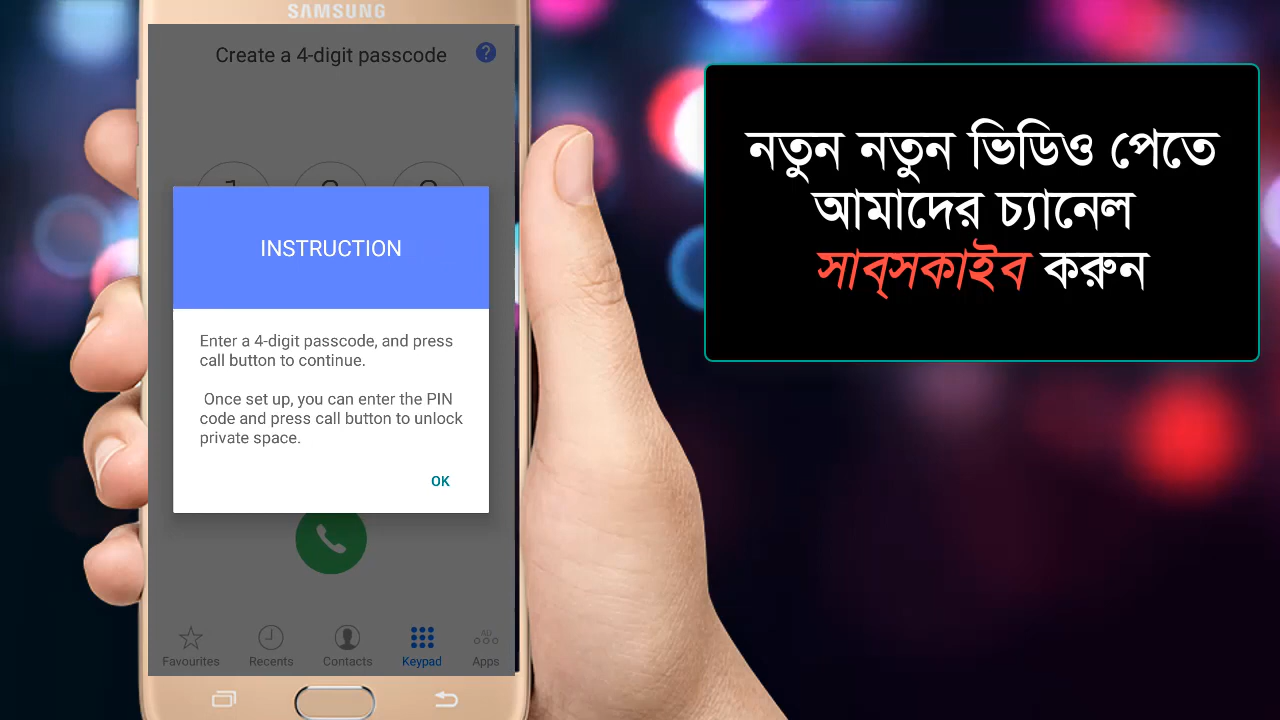 SAMSUNG
Create a 4-digit passcode
?
INSTRUCTION
Enter a 4-digit passcode, and press
call button to continue.
Once set up, you can enter the PIN
code and press call button to unlock
private space.
OK
Favourites
Recents
Contacts
Keypad
ALL
Apps
নতুন নতুন ভিডিও পেতে
আমাদের চ্যানেল
সাব্সকাইব করুন